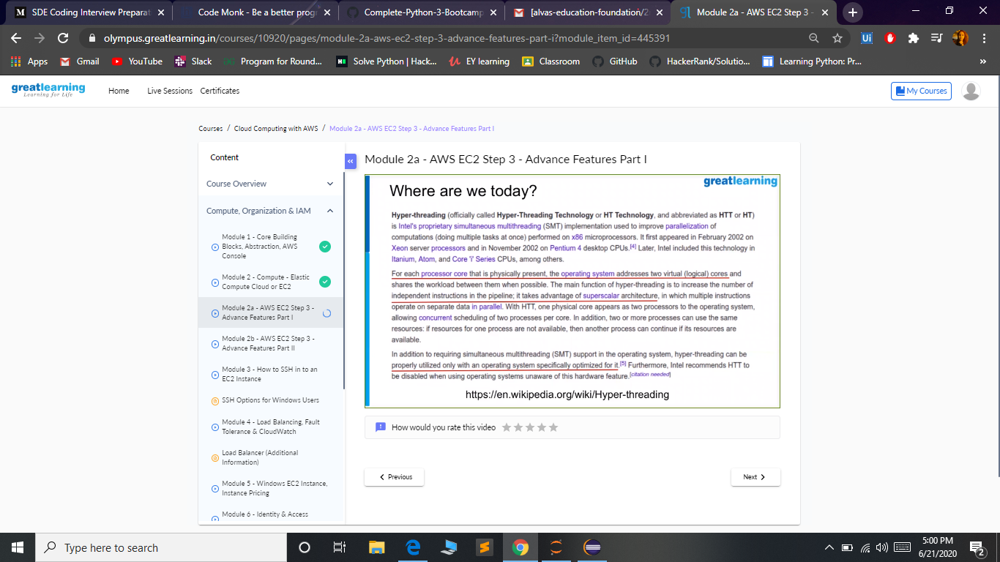 SDE Coding Interview Preparat
Code Monk - Be a better prog
Complete-Python-3-Bootcamp
[alvas-education-foundation/2
Module 2a - AWS EC2 Step 3 -
olympus.greatlearning.in/courses/10920/pages/module-2a-aws-ec2-step-3-advance-features-part-i?module_item_id=445391
Apps Gmail YouTube Slack Program for Round... Solve Python | Hack... EY learning Classroom GitHub HackerRank/Solutio... Learning Python: Pr... »
greatlearning
Learning for Life
Home Live Sessions Certificates
My Courses
Courses / Cloud Computing with AWS / Module 2a - AWS EC2 Step 3 - Advance Features Part I
Content
Course Overview
Compute, Organization & IAM
Module 1 - Core Building
Blocks, Abstraction, AWS
Console
Module 2 - Compute - Elastic
Compute Cloud or EC2
Module 2a - AWS EC2 Step 3 -
Advance Features Part I
Module 2b - AWS EC2 Step 3 -
Advance Features Part II
Module 3 - How to SSH in to an
EC2 Instance
SSH Options for Windows Users
Module 4 - Load Balancing, Fault
Tolerance & CloudWatch
Load Balancer (Additional
Information)
Module 5 - Windows EC2 Instance,
Instance Pricing
Module 6 - Identity & Access
«
Module 2a - AWS EC2 Step 3 - Advance Features Part I
greatlearning
Where are we today?
Hyper-threading (officially called Hyper-Threading Technology or HT Technology, and abbreviated as HTT or HT)
is Intel's proprietary simultaneous multithreading (SMT) implementation used to improve parallelization of
computations (doing multiple tasks at once) performed on x86 microprocessors. It first appeared in February 2002 on
Xeon server processors and in November 2002 on Pentium 4 desktop CPUs.[4] Later, Intel included this technology in
Itanium, Atom, and Core 'i' Series CPUs, among others.
For each processor core that is physically present, the operating system addresses two virtual (logical) cores and
shares the workload between them when possible. The main function of hyper-threading is to increase the number of
independent instructions in the pipeline; it takes advantage of superscalar architecture, in which multiple instructions
operate on separate data in parallel. With HTT, one physical core appears as two processors to the operating system,
allowing concurrent scheduling of two processes per core. In addition, two or more processes can use the same
resources: if resources for one process are not available, then another process can continue if its resources are
available.
In addition to requiring simultaneous multithreading (SMT) support in the operating system, hyper-threading can be
properly utilized only with an operating system specifically optimized for it.[5] Furthermore, Intel recommends HTT to
be disabled when using operating systems unaware of this hardware feature.[citation needed]
https://en.wikipedia.org/wiki/Hyper-threading
How would you rate this video
Previous
Next
Type here to search
5:00 PM
6/21/2020
2